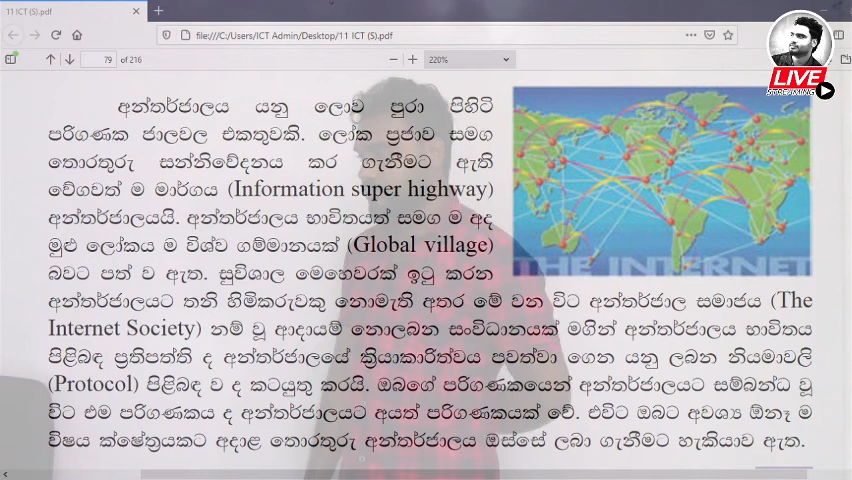 11 ICT (S).pdf
file:///C:/Users/ICT Admin/Desktop/11 ICT (S).pdf
79 of 216
220%
LIVE
STREAMING
අන්තර්ජාලය යනු ලොව පුරා පිහිටි
පරිගණක ජාලවල එකතුවකි. ලෝක ප්‍රජාව සමග
තොරතුරු සන්නිවේදනය කර ගැනීමට ඇති
වේගවත් ම මාර්ගය (Information super highway)
අන්තර්ජාලයයි. අන්තර්ජාලය භාවිතයත් සමග ම අද
මුළු ලෝකය ම විශ්ව ගම්මානයක් (Global village)
බවට පත් ව ඇත. සුවිශාල මෙහෙවරක් ඉටු කරන
THE INTERNET
අන්තර්ජාලයට තනි හිමිකරුවකු නොමැති අතර මේ වන විට අන්තර්ජාල සමාජය (The
Internet Society) නම් වූ ආදායම් නොලබන සංවිධානයක් මගින් අන්තර්ජාලය භාවිතය
පිළිබඳ ප්‍රතිපත්ති ද අන්තර්ජාලයේ ක්‍රියාකාරිත්වය පවත්වා ගෙන යනු ලබන නියමාවලි
(Protocol) පිළිබඳ ව ද කටයුතු කරයි. ඔබගේ පරිගණකයෙන් අන්තර්ජාලයට සම්බන්ධ වූ
විට එම පරිගණකය ද අන්තර්ජාලයට අයත් පරිගණකයක් වේ. එවිට ඔබට අවශ්‍ය ඕනෑ ම
විෂය ක්ෂේත්‍රයකට අදාළ තොරතුරු අන්තර්ජාලය ඔස්සේ ලබා ගැනීමට හැකියාව ඇත.